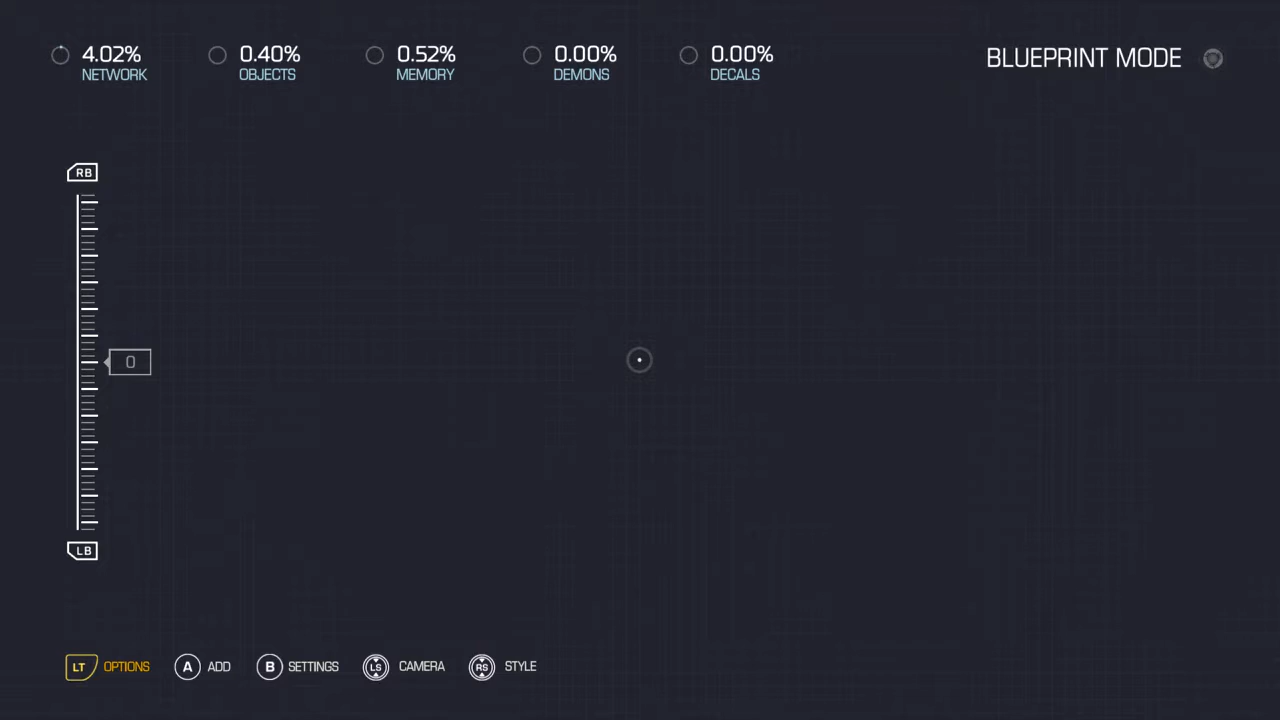 4.02% 0.40% 0.52% 0.00% 0.00% BLUEPRINT MODE
NETWORK OBJECTS MEMORY DEMONS DECALS
RB
0
LB
LT OPTIONS A ADD B SETTINGS LS CAMERA RS STYLE